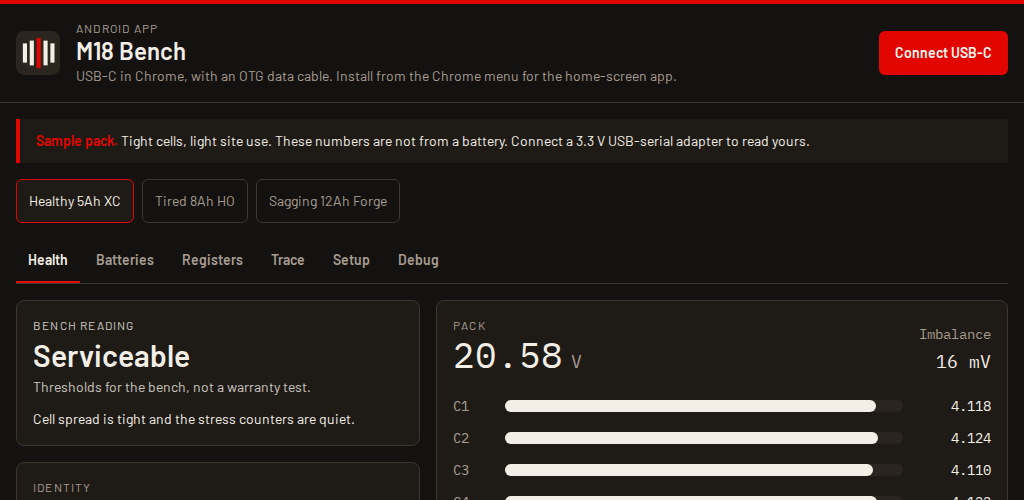 ANDROID APP
M18 Bench
USB-C in Chrome, with an OTG data cable. Install from the Chrome menu for the home-screen app.
Connect USB-C
Sample pack. Tight cells, light site use. These numbers are not from a battery. Connect a 3.3 V USB-serial adapter to read yours.
Healthy 5Ah XC
Tired 8Ah HO
Sagging 12Ah Forge
Health
Batteries
Registers
Trace
Setup
Debug
BENCH READING
Serviceable
Thresholds for the bench, not a warranty test.
Cell spread is tight and the stress counters are quiet.
IDENTITY
PACK
20.58 V
Imbalance
16 mV
C1 4.118
C2 4.124
C3 4.110